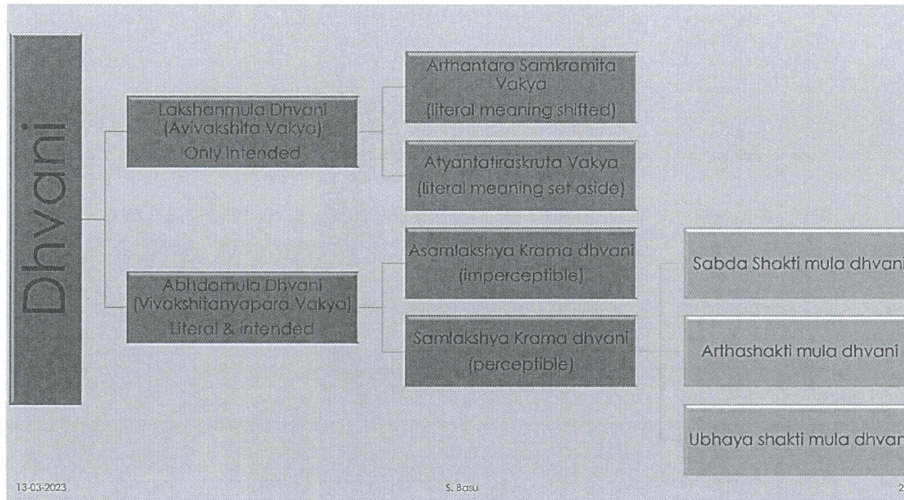 Dhvani
Lakshanmula Dhvani
(Avivakshita Vakya)
Only Intended
Arthantara Samkramita
Vakya
(literal meaning shifted)
Atyantatiraskruta Vakya
(literal meaning set aside)
Abhdamula Dhvani
(Vivakshitanyapara Vakya)
Literal & intended
Asamlakshya Krama dhvani
(imperceptible)
Samlakshya Krama dhvani
(perceptible)
Sabda Shakti mula dhvani
Arthashakti mula dhvani
Ubhaya shakti mula dhvani
13-03-2023
S. Basu
2